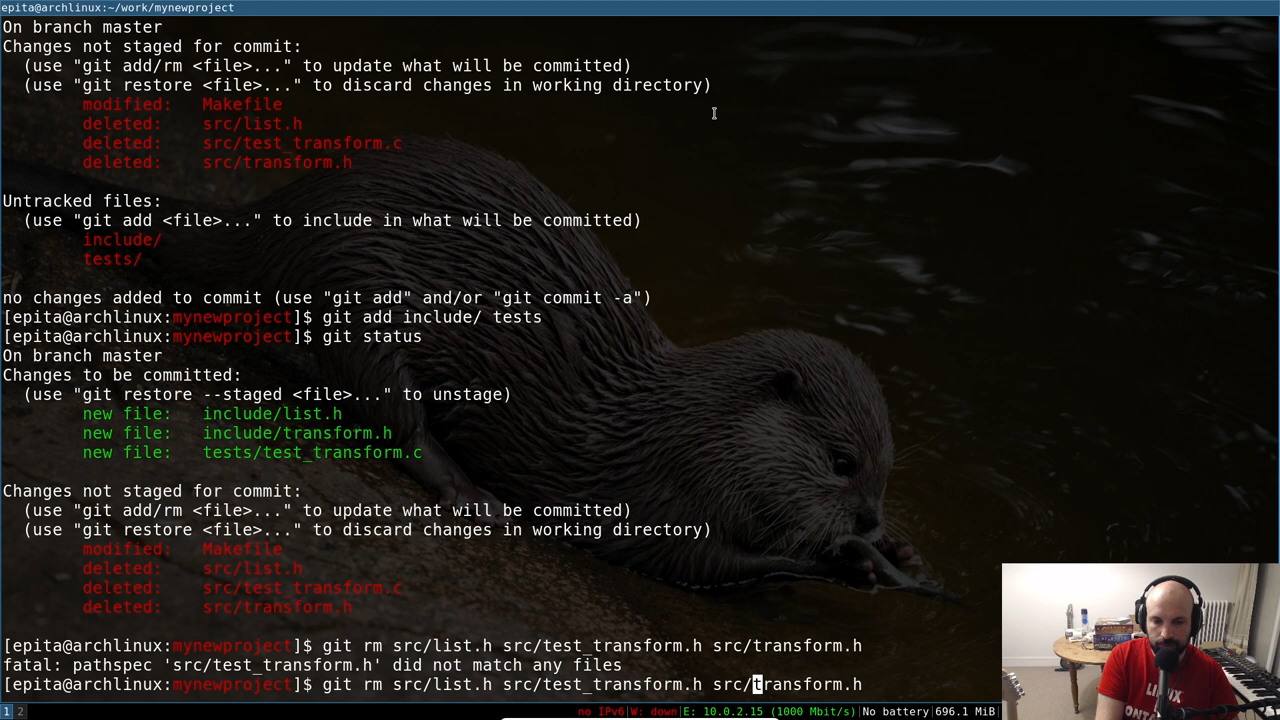 epita@archlinux:~/work/mynewproject
On branch master
Changes not staged for commit:
  (use "git add/rm <file>..." to update what will be committed)
  (use "git restore <file>..." to discard changes in working directory)
        modified:   Makefile
        deleted:    src/list.h
        deleted:    src/test_transform.c
        deleted:    src/transform.h

Untracked files:
  (use "git add <file>..." to include in what will be committed)
        include/
        tests/

no changes added to commit (use "git add" and/or "git commit -a")
[epita@archlinux:mynewproject]$ git add include/ tests
[epita@archlinux:mynewproject]$ git status
On branch master
Changes to be committed:
  (use "git restore --staged <file>..." to unstage)
        new file:   include/list.h
        new file:   include/transform.h
        new file:   tests/test_transform.c

Changes not staged for commit:
  (use "git add/rm <file>..." to update what will be committed)
  (use "git restore <file>..." to discard changes in working directory)
        modified:   Makefile
        deleted:    src/list.h
        deleted:    src/test_transform.c
        deleted:    src/transform.h

[epita@archlinux:mynewproject]$ git rm src/list.h src/test_transform.h src/transform.h
fatal: pathspec 'src/test_transform.h' did not match any files
[epita@archlinux:mynewproject]$ git rm src/list.h src/test_transform.h src/transform.h
LINUX
1 2 no IPv6|W: down|E: 10.0.2.15 (1000 Mbit/s)|No battery|696.1 MiB